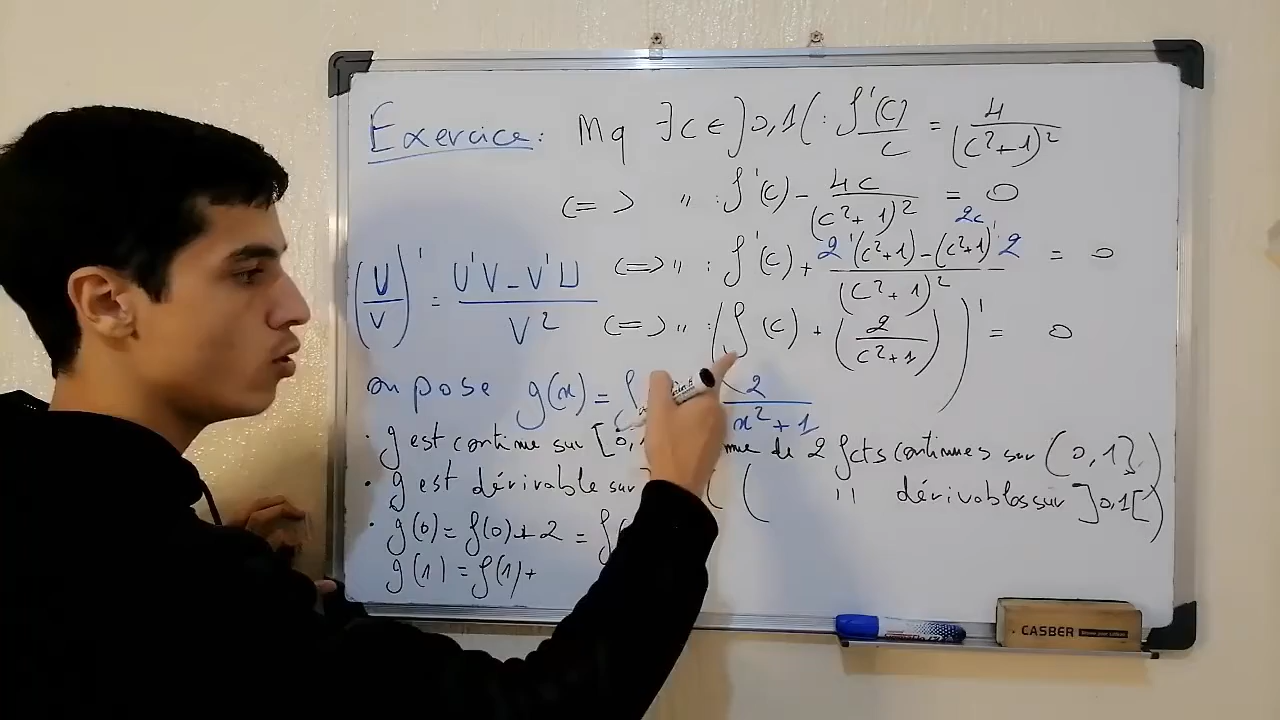 Exercice : Mq ∃c∈]0,1[ : f'(c)/c = 4/(c²+1)²
<=> " : f'(c) - 4c/(c²+1)² = 0
<=> " : f'(c) + (2'(c²+1) - (c²+1)' 2)/(c²+1)² = 0
2c
(U/V)' = (U'V - V'U)/V²
<=> " : (f(c) + (2/(c²+1)))' = 0
on pose g(x) = f 2/(x²+1)
• g est continue sur [0,1 me de 2 fcts continues sur [0,1])
• g est dérivable sur ] [ ( " dérivables sur ]0,1[)
• g(0) = f(0)+2 = f(
g(1) = f(1)+
CASBER